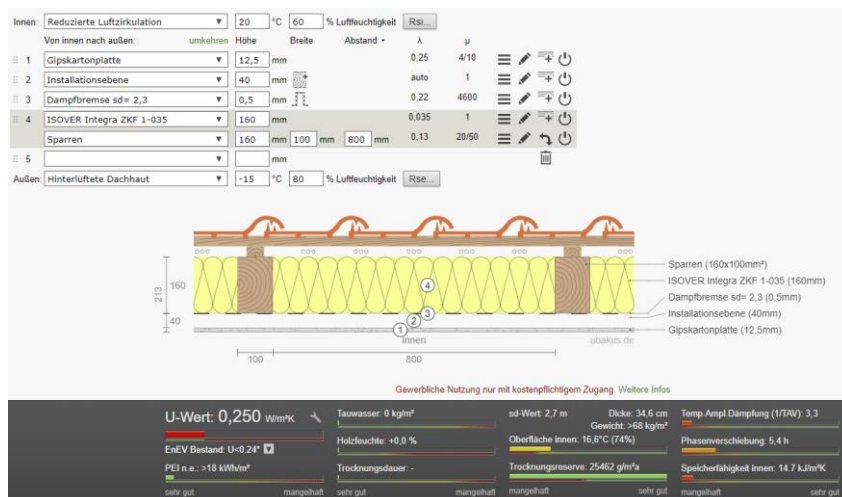 Innen: Reduzierte Luftzirkulation 20 °C 60 % Luftfeuchtigkeit Rsi...
Von innen nach außen: umkehren Höhe Breite Abstand λ μ
1 Gipskartonplatte 12,5 mm 0,25 4/10
2 Installationsebene 40 mm auto 1
3 Dampfbremse sd= 2,3 0,5 mm 0,22 4600
4 ISOVER Integra ZKF 1-035 160 mm 0,035 1
Sparren 160 mm 100 mm 800 mm 0,13 20/50
5 mm
Außen: Hinterlüftete Dachhaut -15 °C 80 % Luftfeuchtigkeit Rse...
Sparren (160x100mm²)
ISOVER Integra ZKF 1-035 (160mm)
Dampfbremse sd= 2,3 (0,5mm)
Installationsebene (40mm)
Gipskartonplatte (12,5mm)
213
160
40
4
3
2
1
Innen
ubakus.de
100
800
Gewerbliche Nutzung nur mit kostenpflichtigem Zugang. Weitere Infos
U-Wert: 0,250 W/m²K
EnEV Bestand: U<0.24*
PEI n.e.: >18 kWh/m²
sehr gut mangelhaft
Tauwasser: 0 kg/m²
Holzfeuchte: +0,0 %
Trocknungsdauer: -
sehr gut mangelhaft
sd-Wert: 2,7 m Dicke: 34,6 cm
Gewicht: >68 kg/m²
Oberfläche innen: 16,6°C (74%)
Trocknungsreserve: 25462 g/m²a
mangelhaft sehr gut
Temp.Ampl.Dämpfung (1/TAV): 3,3
Phasenverschiebung: 5,4 h
Speicherfähigkeit innen: 14.7 kJ/m²K
mangelhaft sehr gut